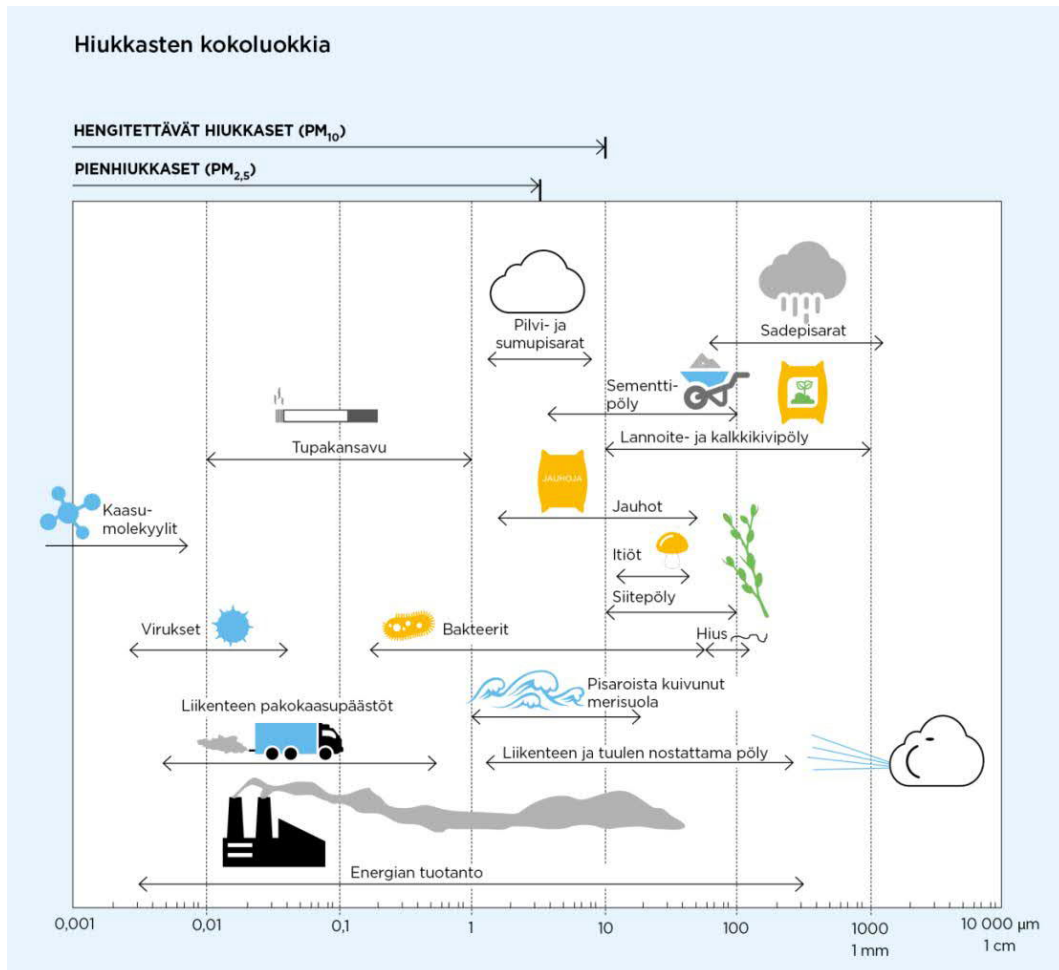 Hiukkasten kokoluokkia
HENGITETTÄVÄT HIUKKASET (PM10)
PIENHIUKKASET (PM2,5)
Pilvi- ja
sumupisarat
Sadepisarat
Sementti-
pöly
Tupakansavu
Lannoite- ja kalkkikivipöly
JAUHOJA
Kaasu-
molekyylit
Jauhot
Itiöt
Siitepöly
Virukset
Bakteerit
Hius
Pisaroista kuivunut
merisuola
Liikenteen pakokaasupäästöt
Liikenteen ja tuulen nostattama pöly
Energian tuotanto
0,001 0,01 0,1 1 10 100 1000 10 000 µm
1 mm 1 cm